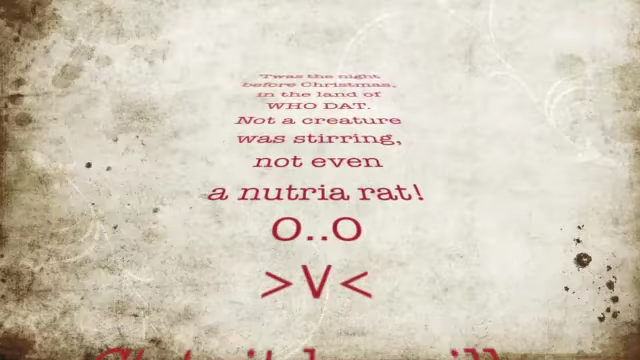 'Twas the night
before Christmas,
in the land of
WHO DAT.
Not a creature
was stirring,
not even
a nutria rat!
O..O
>V<